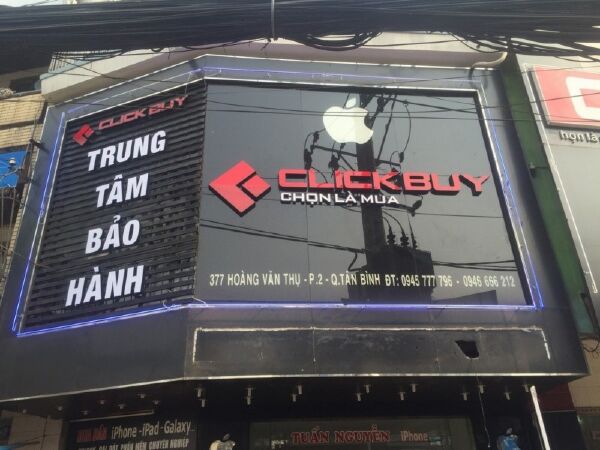 CLICKBUY
TRUNG
TÂM
BẢO
HÀNH
CLICKBUY
CHỌN LÀ MUA
377 HOÀNG VĂN THỤ - P.2 - Q.TÂN BÌNH ĐT: 0945 777 796 - 0945 666 212
iPhone-iPad-Galaxy
TUẤN NGUYỄN iPhone